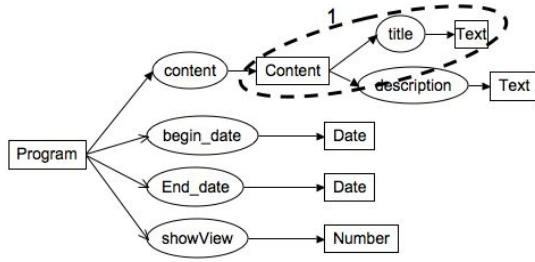 1
title
Text
content
Content
description
Text
begin_date
Date
Program
End_date
Date
showView
Number